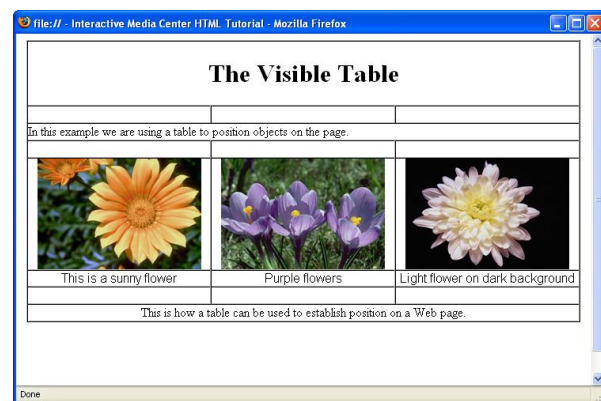 file:// - Interactive Media Center HTML Tutorial - Mozilla Firefox
The Visible Table
In this example we are using a table to position objects on the page.
This is a sunny flower
Purple flowers
Light flower on dark background
This is how a table can be used to establish position on a Web page.
Done